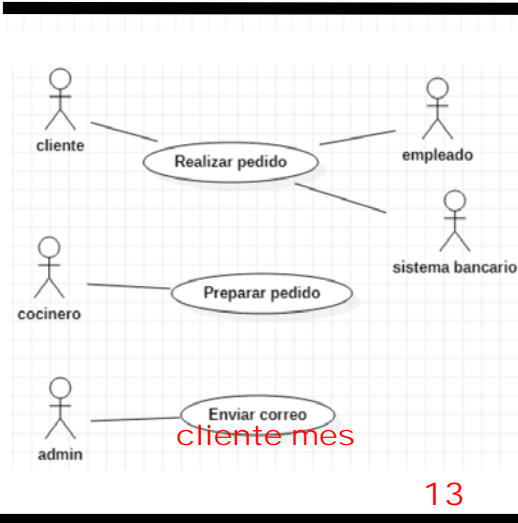 cliente
Realizar pedido
empleado
sistema bancario
cocinero
Preparar pedido
admin
Enviar correo
cliente mes
13